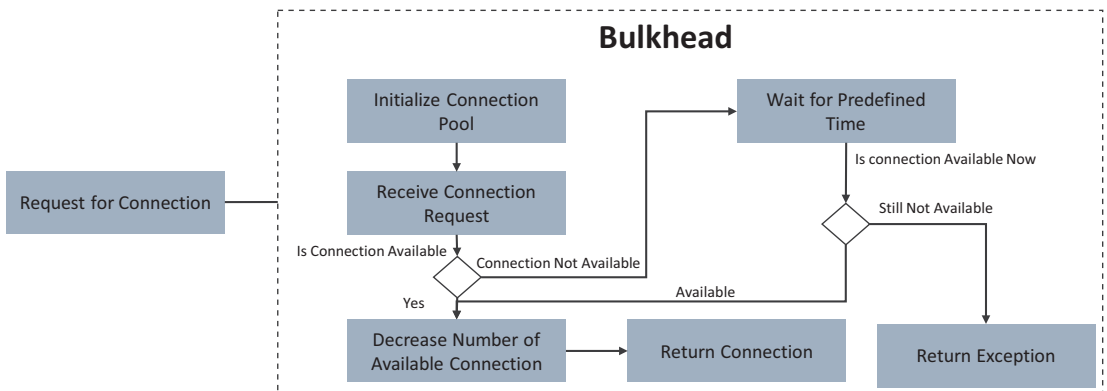 Bulkhead
Initialize Connection
Pool
Wait for Predefined
Time
Is connection Available Now
Request for Connection
Receive Connection
Request
Still Not Available
Is Connection Available
Connection Not Available
Available
Yes
Decrease Number of
Available Connection
Return Connection
Return Exception